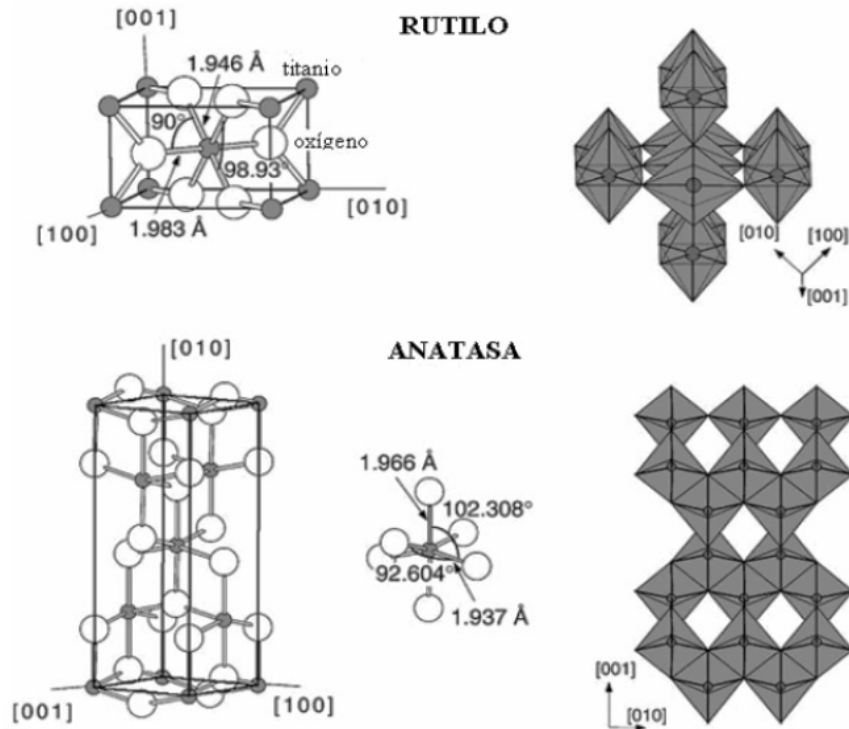 RUTILO
[001]
1.946 Å
titanio
90°
oxígeno
98.93°
[010]
[100]
1.983 Å
[010]
[100]
[001]
ANATASA
[010]
1.966 Å
102.308°
92.604°
1.937 Å
[001]
[100]
[001]
[010]